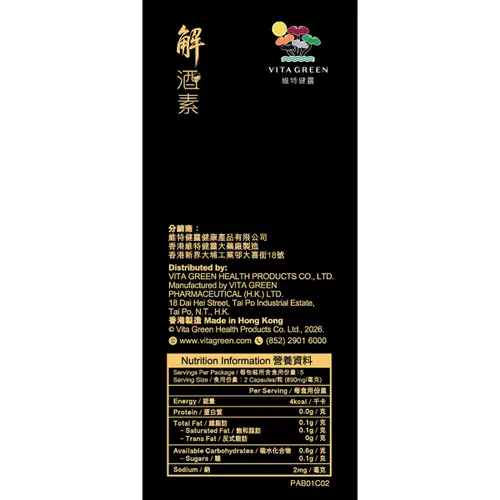 解酒素
VITA GREEN
維特健靈
分銷商：
維特健靈健康產品有限公司
香港維特健靈大藥廠製造
香港新界大埔工業邨大喜街18號
Distributed by:
VITA GREEN HEALTH PRODUCTS CO., LTD.
Manufactured by VITA GREEN
PHARMACEUTICAL (H.K.) LTD.
18 Dai Hei Street, Tai Po Industrial Estate,
Tai Po, N.T., H.K.
香港製造 Made in Hong Kong
© Vita Green Health Products Co. Ltd., 2026.
www.vitagreen.com (852) 2901 6000
Nutrition Information 營養資料
Servings Per Package / 每包裝所含食用份量 : 5
Serving Size / 食用份量 : 2 Capsules/粒 (890mg/毫克)
Per Serving / 每食用份量
Energy / 能量 4kcal / 千卡
Protein / 蛋白質 0.0g / 克
Total Fat / 總脂肪 0.1g / 克
– Saturated Fat / 飽和脂肪 0.1g / 克
– Trans Fat / 反式脂肪 0g / 克
Available Carbohydrates / 碳水化合物 0.6g / 克
– Sugars / 糖 0.1g / 克
Sodium / 鈉 2mg / 毫克
PAB01C02